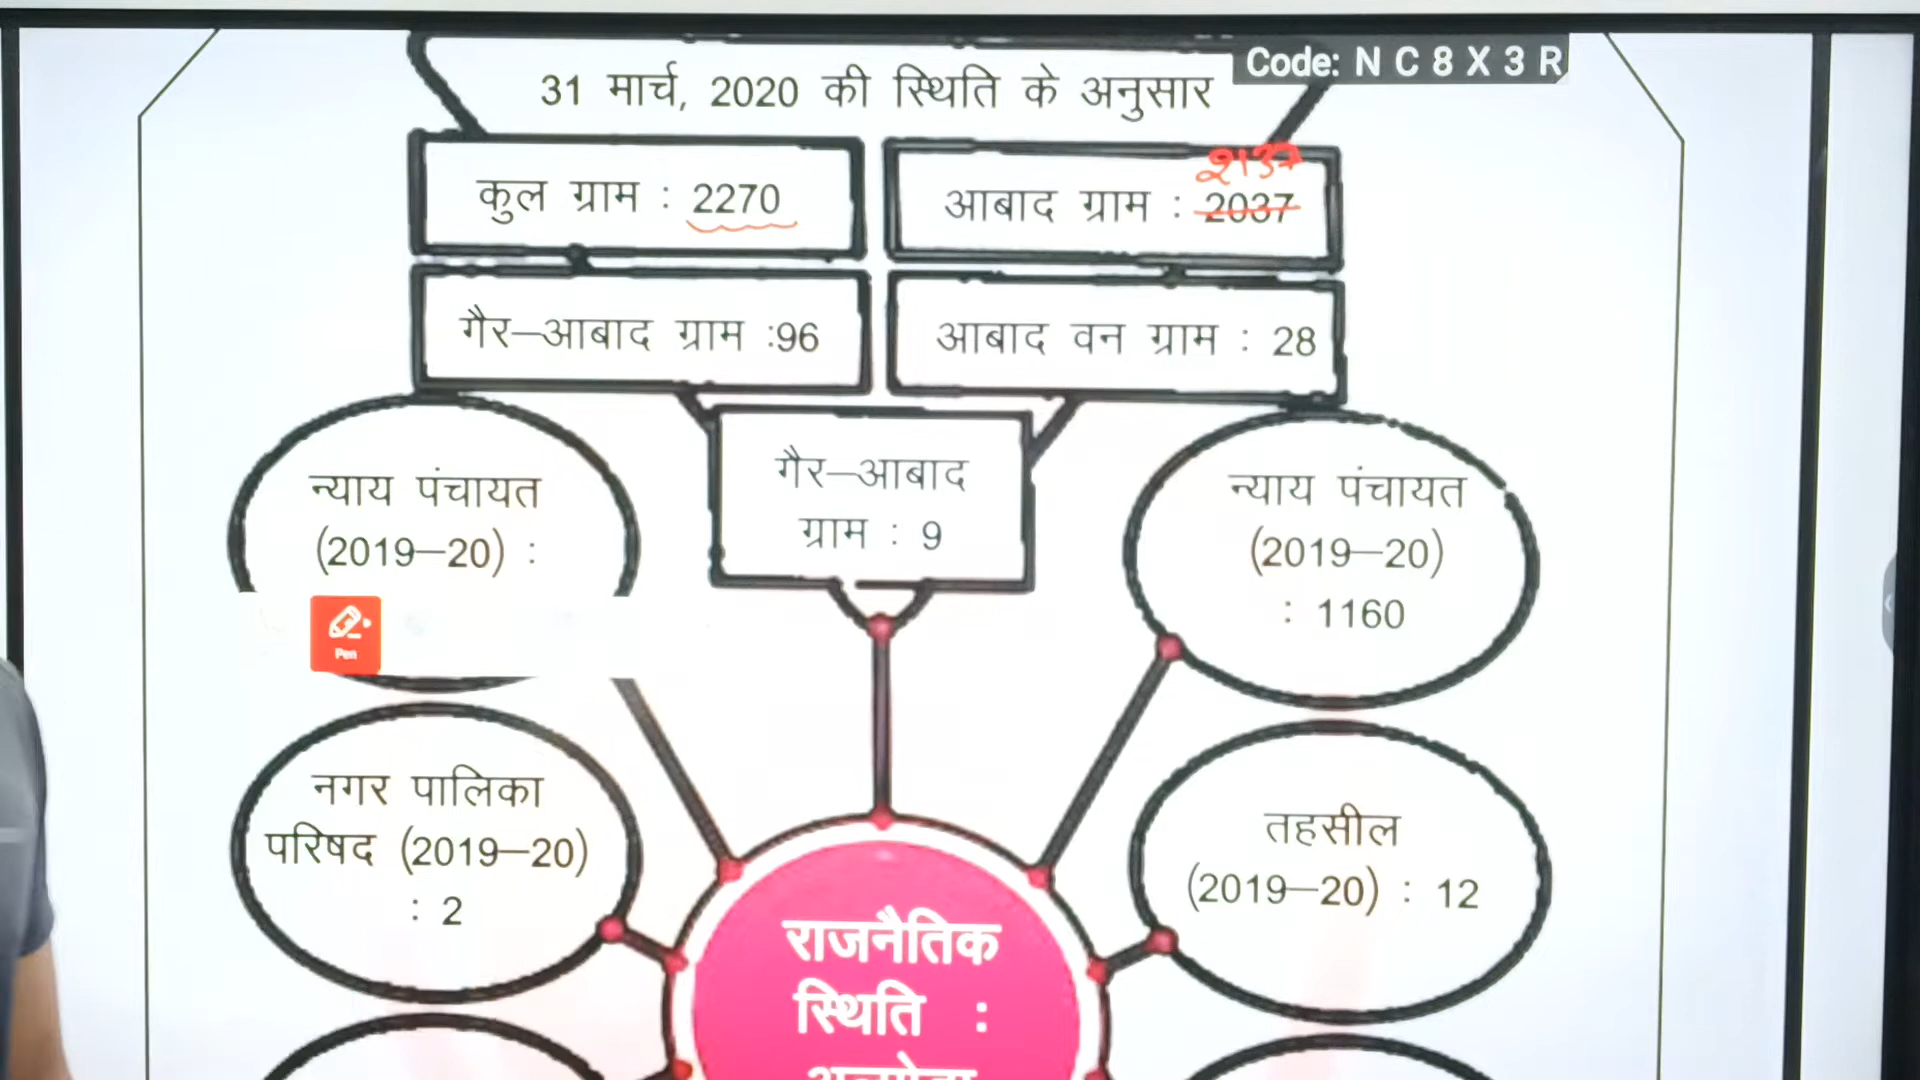 Code: N C 8 X 3 R
31 मार्च, 2020 की स्थिति के अनुसार
कुल ग्राम : 2270
2137
आबाद ग्राम : 2037
गैर–आबाद ग्राम :96
आबाद वन ग्राम : 28
गैर–आबाद
ग्राम : 9
न्याय पंचायत
(2019–20) :
Pen
न्याय पंचायत
(2019–20)
: 1160
नगर पालिका
परिषद (2019–20)
: 2
तहसील
(2019–20) : 12
राजनैतिक
स्थिति :